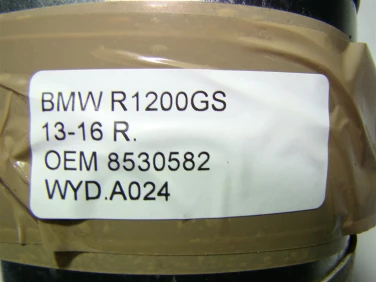 BMW R1200GS
13-16 R.
OEM 8530582
WYD.A024